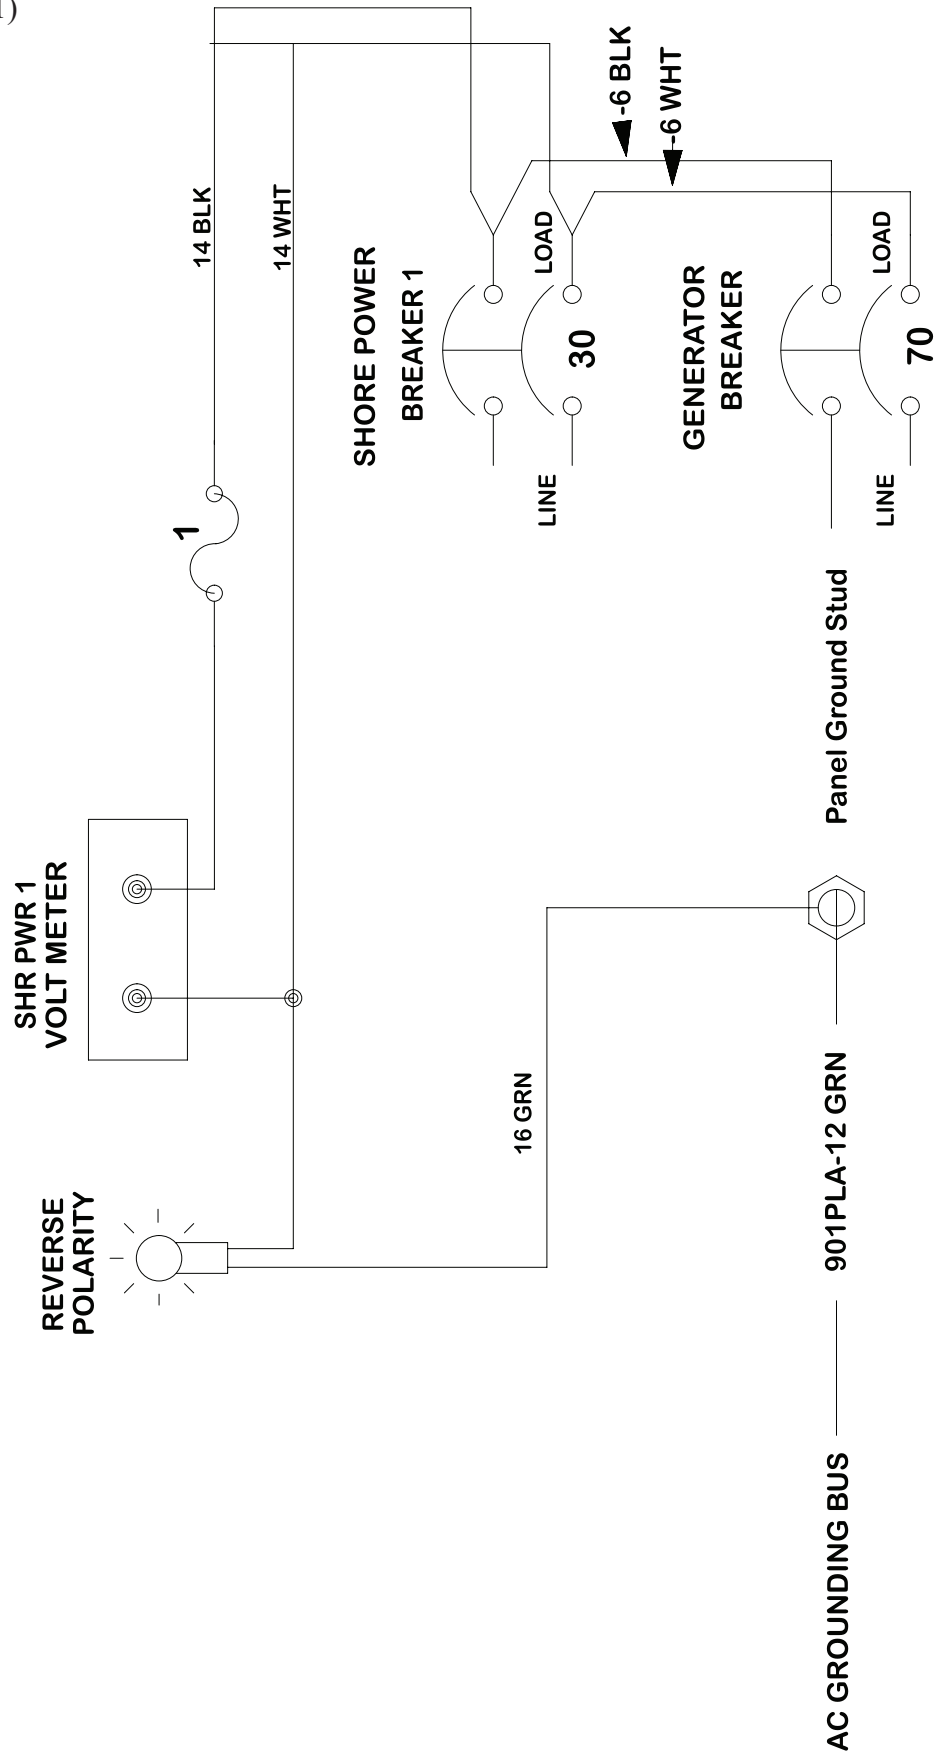 1)
SHR PWR 1
VOLT METER
REVERSE
POLARITY
1
14 BLK
14 WHT
SHORE POWER
BREAKER 1
LOAD
30
LINE
-6 BLK
-6 WHT
GENERATOR
BREAKER
LOAD
70
LINE
16 GRN
Panel Ground Stud
901PLA-12 GRN
AC GROUNDING BUS